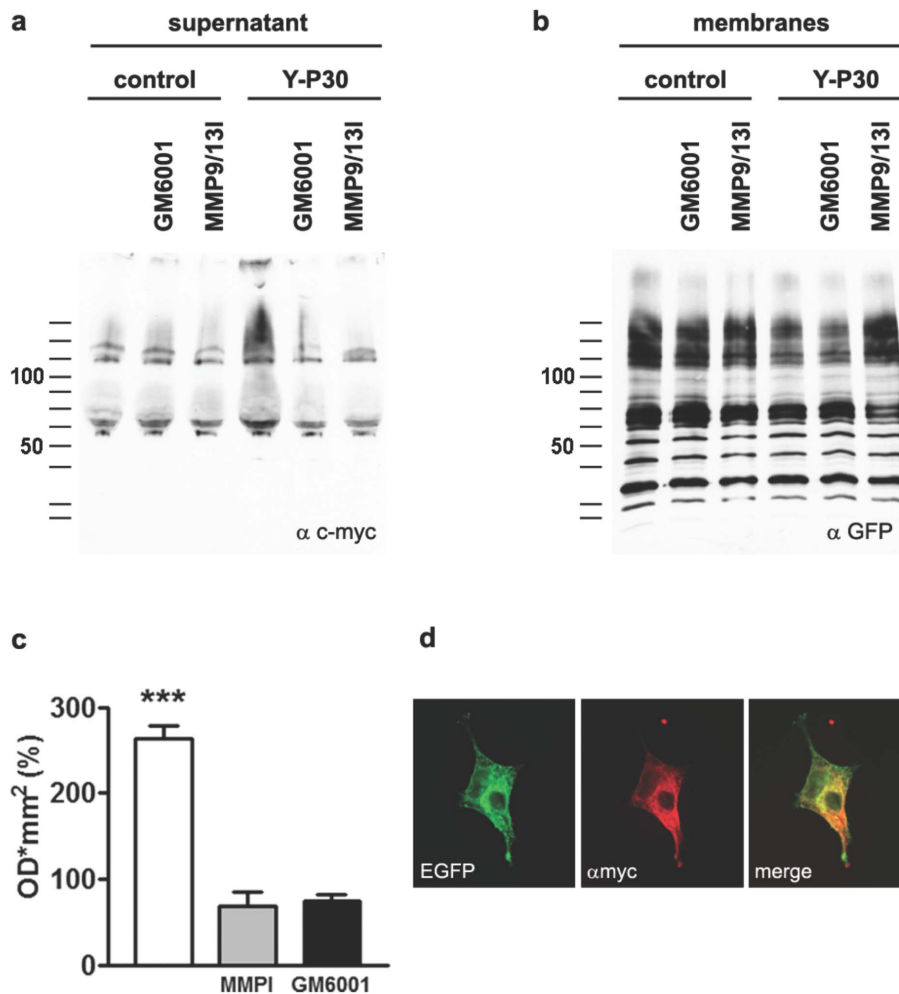 a
supernatant
control Y-P30
GM6001 MMP9/13I GM6001 MMP9/13I
100
50
α c-myc
b
membranes
control Y-P30
GM6001 MMP9/13I GM6001 MMP9/13I
100
50
α GFP
c
***
OD*mm² (%)
300
200
100
0
MMPI GM6001
d
EGFP
αmyc
merge